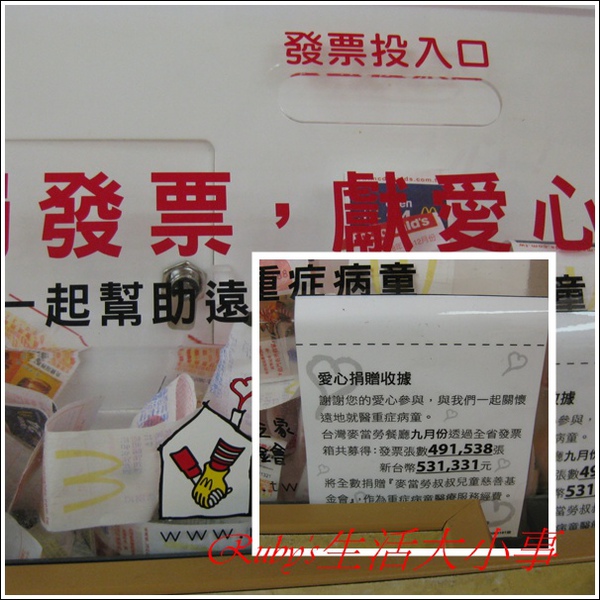 發票投入口
發票，獻愛心
一起幫助遠
重症病童
童
愛心捐贈收據
謝謝您的愛心參與，與我們一起關懷
遠地就醫重症病童。
台灣麥當勞餐廳九月份透過全省發票
箱共募得：發票張數491,538張
新台幣531,331元
將全數捐贈『麥當勞叔叔兒童慈善基
金會』，作為重症病童醫療服務經費。
www.
Ruby's生活大小事